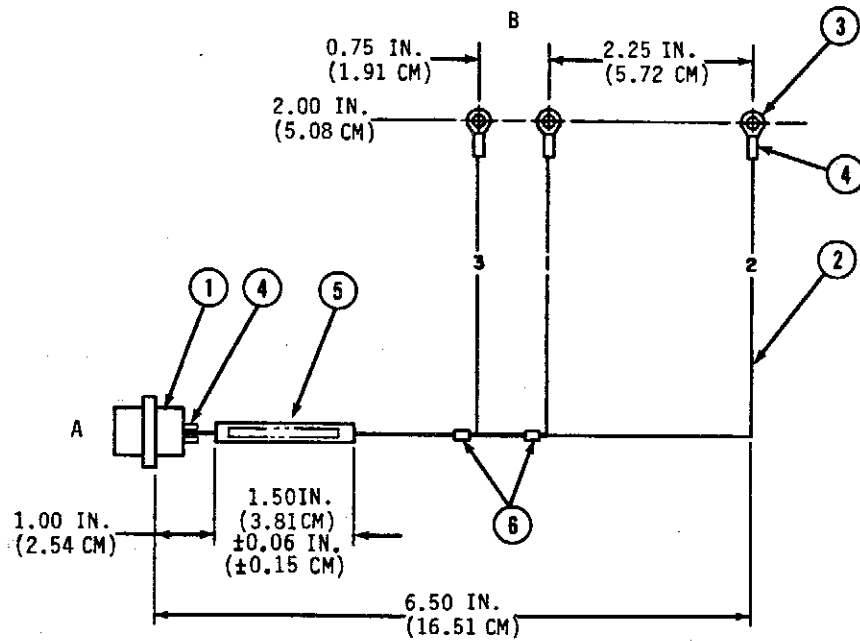 B
3
0.75 IN.
(1.91 CM)
2.25 IN.
(5.72 CM)
2.00 IN.
(5.08 CM)
4
3
1
2
2
1
4
5
A
1.00 IN.
(2.54 CM)
1.50IN.
(3.81CM)
±0.06 IN.
(±0.15 CM)
6
6.50 IN.
(16.51 CM)